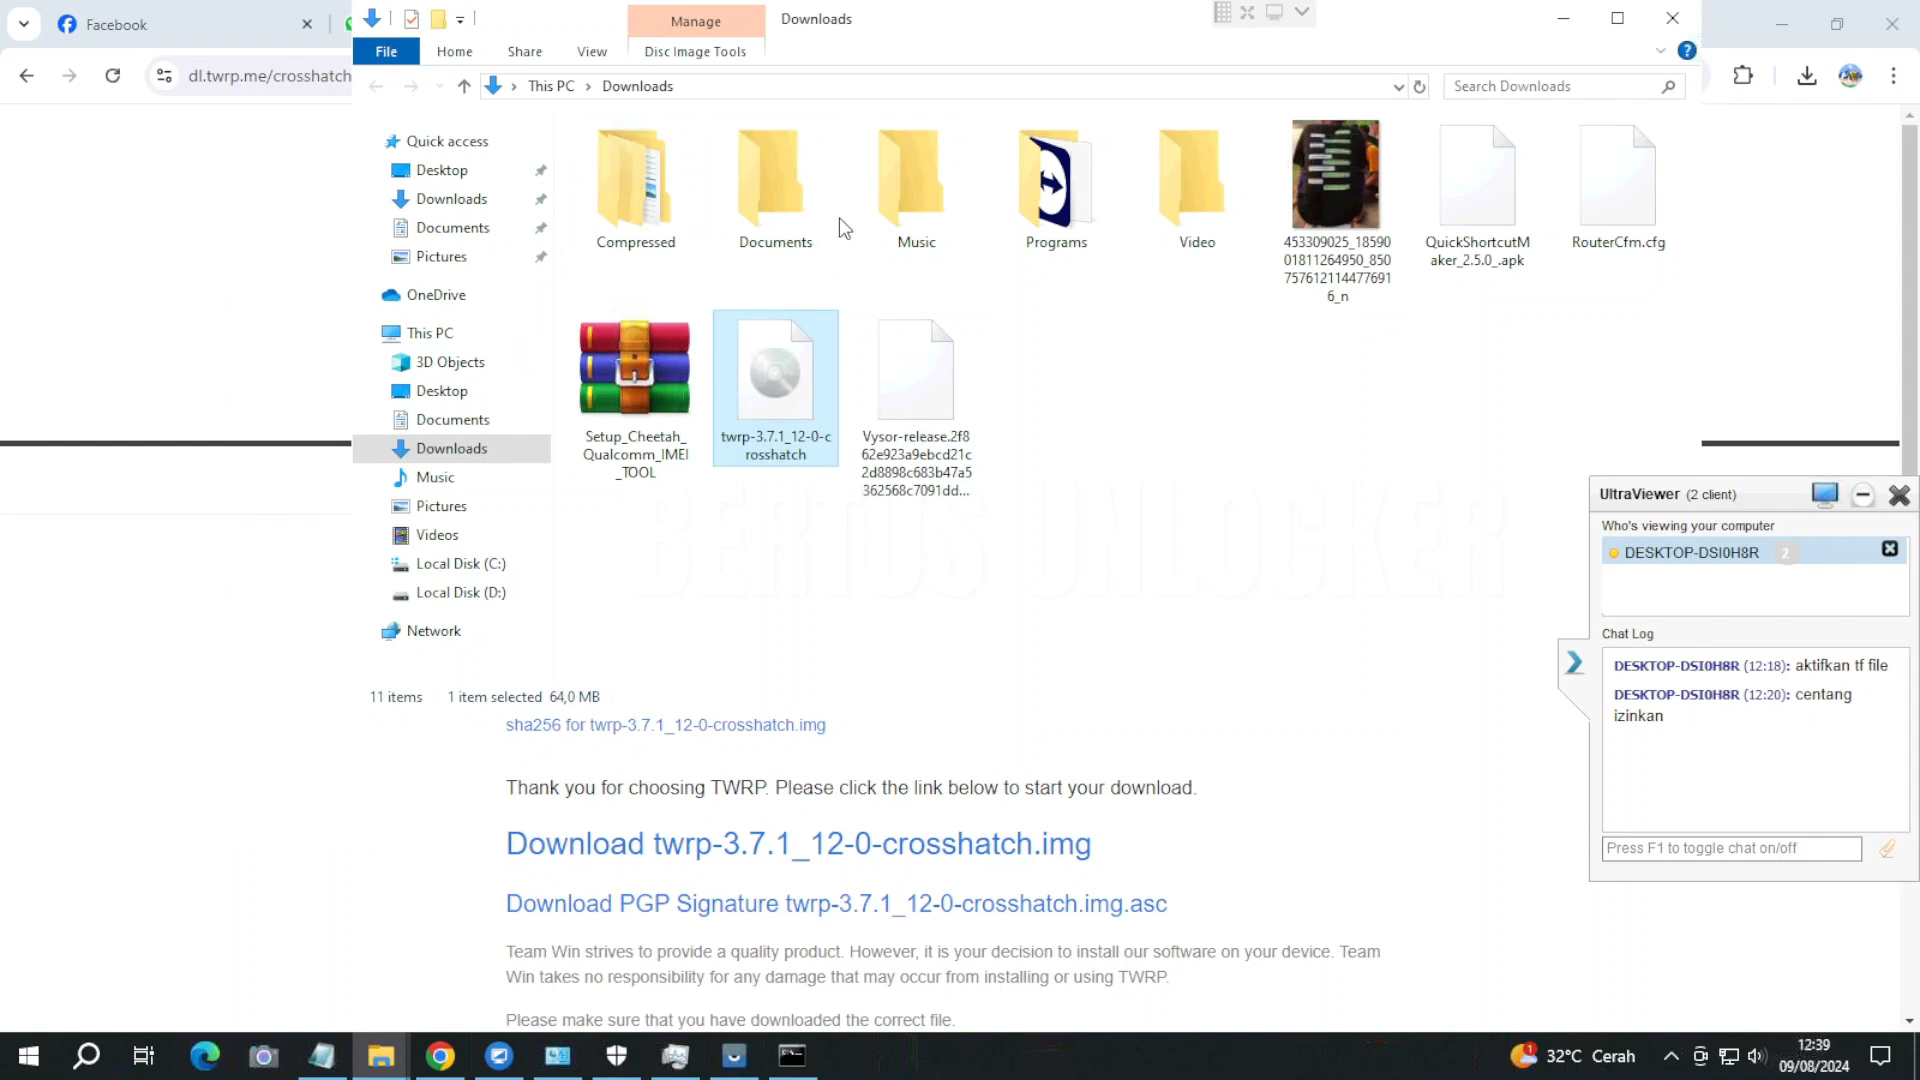 Facebook
Manage
Downloads
File
Home
Share
View
Disc Image Tools
dl.twrp.me/crosshatch
This PC
Downloads
Search Downloads
Quick access
Desktop
Downloads
Documents
Pictures
OneDrive
This PC
3D Objects
Desktop
Documents
Downloads
Music
Pictures
Videos
Local Disk (C:)
Local Disk (D:)
Network
Compressed
Documents
Music
Programs
Video
453309025_18590
01811264950_850
757612114477691
6_n
QuickShortcutM
aker_2.5.0_.apk
RouterCfm.cfg
Setup_Cheetah_
Qualcomm_IMEI
_TOOL
twrp-3.7.1_12-0-c
rosshatch
Vysor-release.2f8
62e923a9ebcd21c
2d8898c683b47a5
362568c7091dd...
BERTUS UNLOCKER
11 items
1 item selected 64,0 MB
sha256 for twrp-3.7.1_12-0-crosshatch.img
Thank you for choosing TWRP. Please click the link below to start your download.
Download twrp-3.7.1_12-0-crosshatch.img
Download PGP Signature twrp-3.7.1_12-0-crosshatch.img.asc
Team Win strives to provide a quality product. However, it is your decision to install our software on your device. Team
Win takes no responsibility for any damage that may occur from installing or using TWRP.
Please make sure that you have downloaded the correct file.
UltraViewer (2 client)
Who's viewing your computer
DESKTOP-DSI0H8R 2
Chat Log
DESKTOP-DSI0H8R (12:18): aktifkan tf file
DESKTOP-DSI0H8R (12:20): centang
izinkan
Press F1 to toggle chat on/off
1
32°C Cerah
12:39
09/08/2024